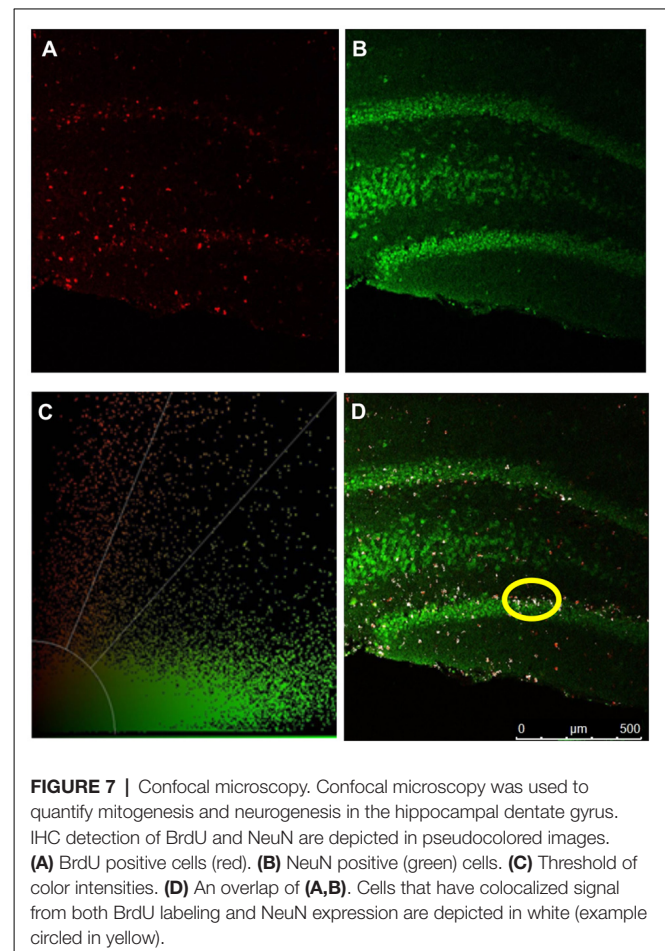 A
B
C
D
0 µm 500
FIGURE 7 | Confocal microscopy. Confocal microscopy was used to
quantify mitogenesis and neurogenesis in the hippocampal dentate gyrus.
IHC detection of BrdU and NeuN are depicted in pseudocolored images.
(A) BrdU positive cells (red). (B) NeuN positive (green) cells. (C) Threshold of
color intensities. (D) An overlap of (A,B). Cells that have colocalized signal
from both BrdU labeling and NeuN expression are depicted in white (example
circled in yellow).